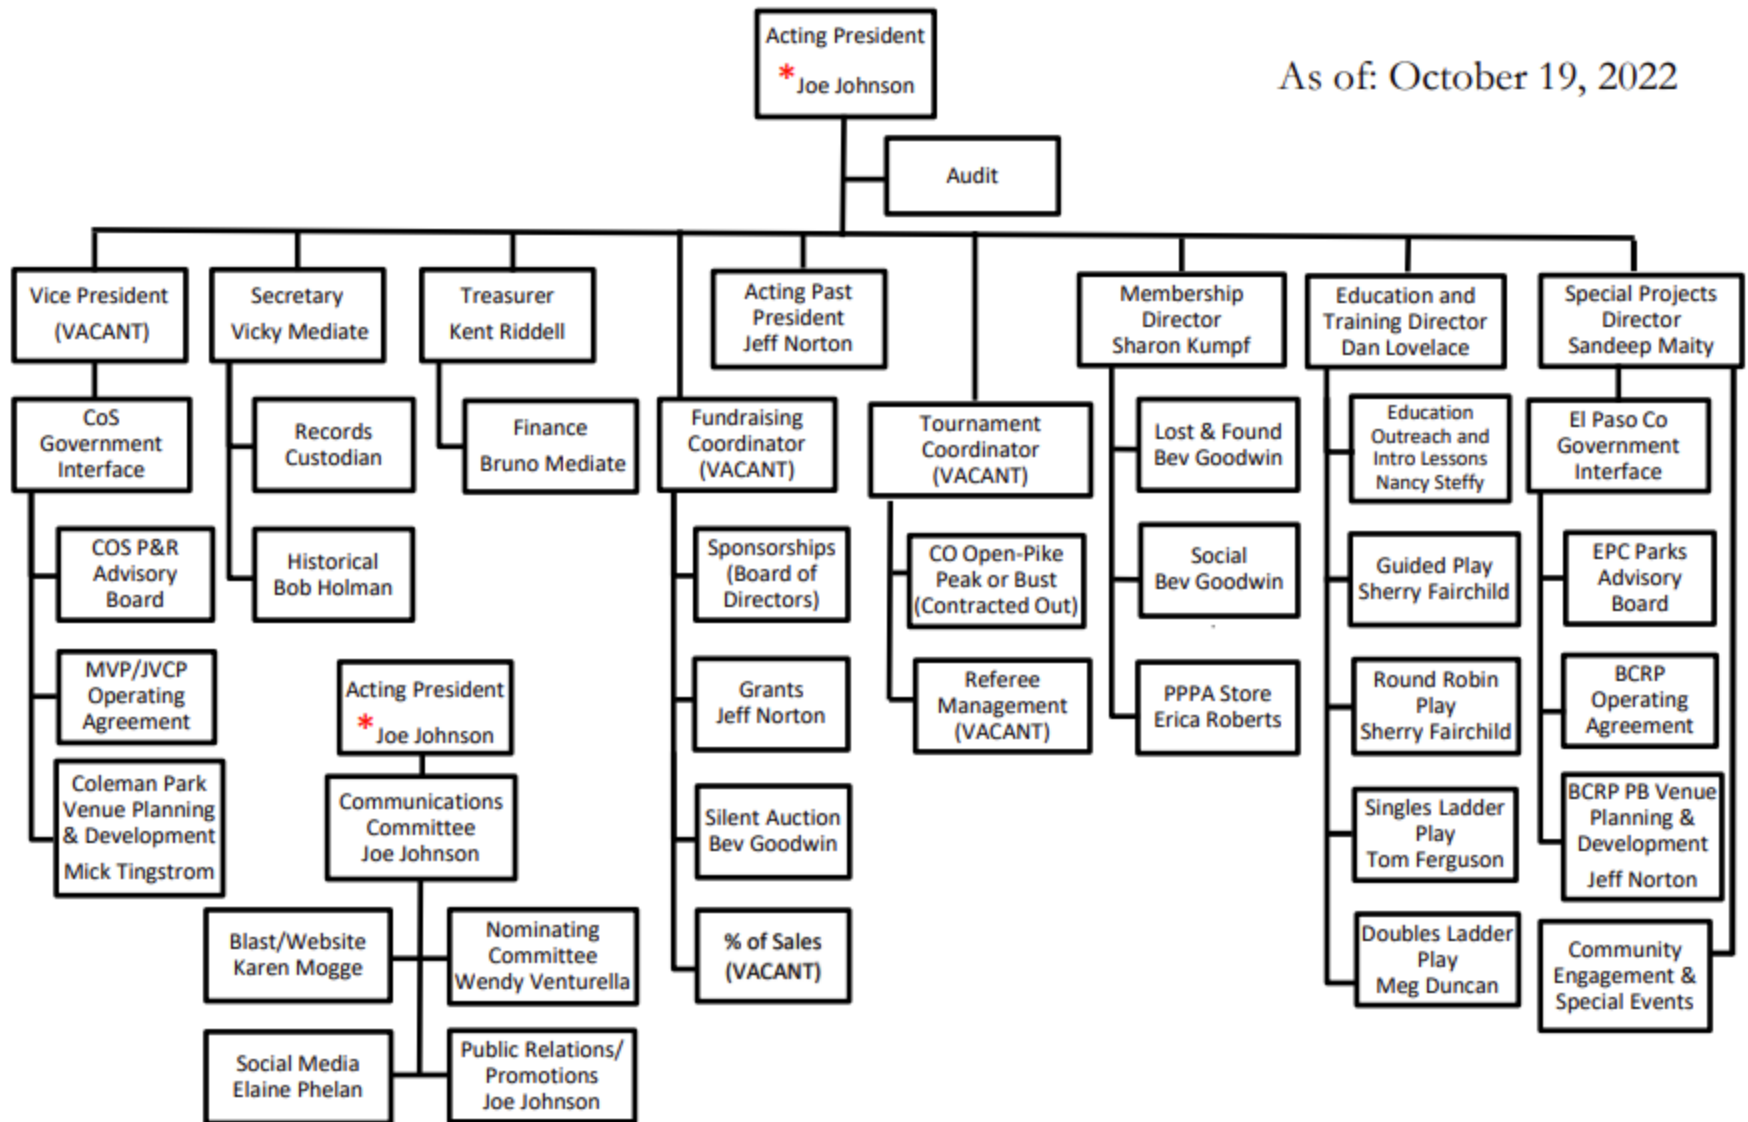 Acting President
* Joe Johnson
As of: October 19, 2022
Audit
Vice President
(VACANT)
Secretary
Vicky Mediate
Treasurer
Kent Riddell
Acting Past
President
Jeff Norton
Membership
Director
Sharon Kumpf
Education and
Training Director
Dan Lovelace
Special Projects
Director
Sandeep Maity
CoS
Government
Interface
Records
Custodian
Finance
Bruno Mediate
Fundraising
Coordinator
(VACANT)
Tournament
Coordinator
(VACANT)
Lost & Found
Bev Goodwin
Education
Outreach and
Intro Lessons
Nancy Steffy
El Paso Co
Government
Interface
COS P&R
Advisory
Board
Historical
Bob Holman
Sponsorships
(Board of
Directors)
CO Open-Pike
Peak or Bust
(Contracted Out)
Social
Bev Goodwin
Guided Play
Sherry Fairchild
EPC Parks
Advisory
Board
MVP/JVCP
Operating
Agreement
Acting President
* Joe Johnson
Grants
Jeff Norton
Referee
Management
(VACANT)
PPPA Store
Erica Roberts
Round Robin
Play
Sherry Fairchild
BCRP
Operating
Agreement
Coleman Park
Venue Planning
& Development
Mick Tingstrom
Communications
Committee
Joe Johnson
Silent Auction
Bev Goodwin
Singles Ladder
Play
Tom Ferguson
BCRP PB Venue
Planning &
Development
Jeff Norton
Blast/Website
Karen Mogge
Nominating
Committee
Wendy Venturella
% of Sales
(VACANT)
Doubles Ladder
Play
Meg Duncan
Community
Engagement &
Special Events
Social Media
Elaine Phelan
Public Relations/
Promotions
Joe Johnson